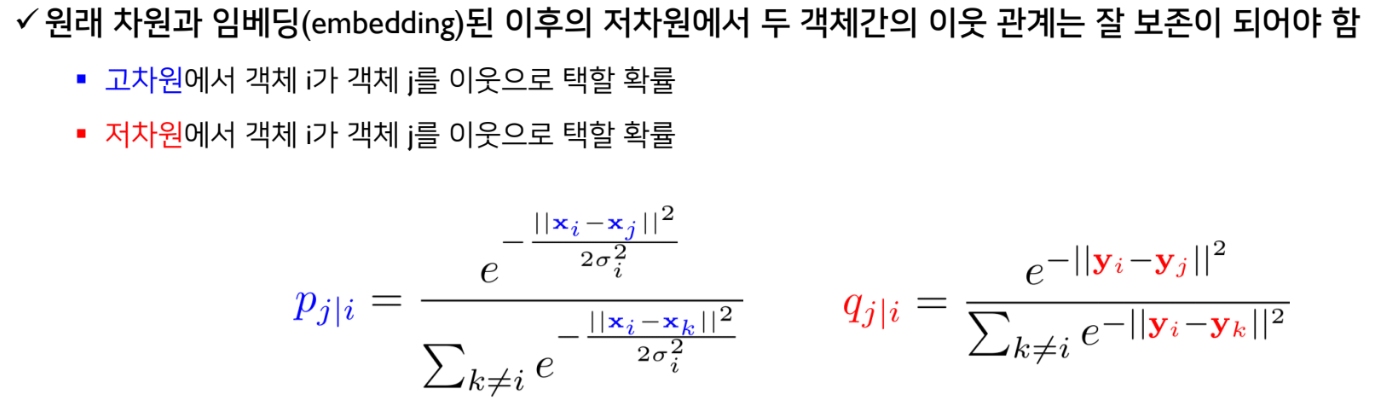 ✓ 원래 차원과 임베딩(embedding)된 이후의 저차원에서 두 객체간의 이웃 관계는 잘 보존이 되어야 함
▪ 고차원에서 객체 i가 객체 j를 이웃으로 택할 확률
▪ 저차원에서 객체 i가 객체 j를 이웃으로 택할 확률
p_{j|i} = \frac{e^{-\frac{||\mathbf{x}_i-\mathbf{x}_j||^2}{2\sigma_i^2}}}{\sum_{k\neq i} e^{-\frac{||\mathbf{x}_i-\mathbf{x}_k||^2}{2\sigma_i^2}}} q_{j|i} = \frac{e^{-||\mathbf{y}_i-\mathbf{y}_j||^2}}{\sum_{k\neq i} e^{-||\mathbf{y}_i-\mathbf{y}_k||^2}}